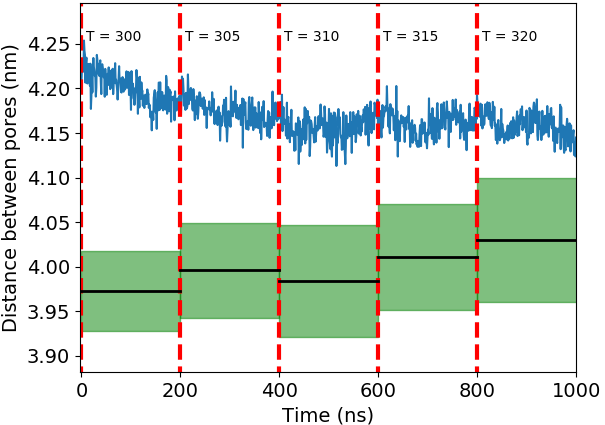 T = 300 T = 305 T = 310 T = 315 T = 320
4.25
4.20
4.15
4.10
4.05
4.00
3.95
3.90
Distance between pores (nm)
0 200 400 600 800 1000
Time (ns)